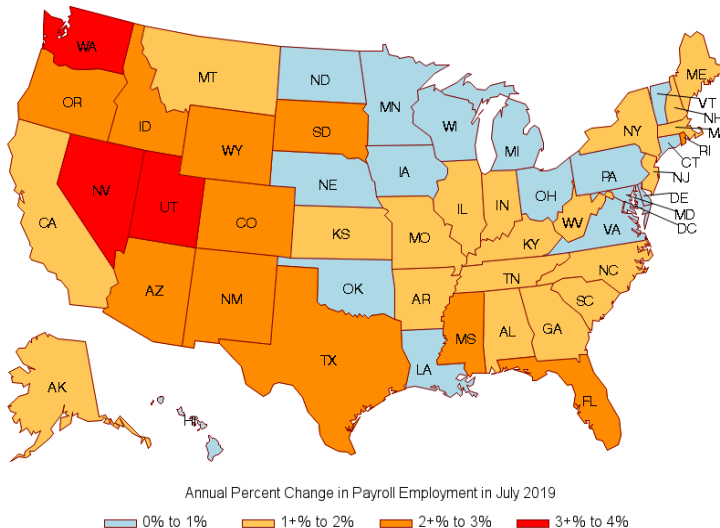 WA
MT
ND
MN
ME
VT
NH
OR
ID
WY
SD
WI
MI
NY
RI
CT
NE
IA
PA
NJ
NV
UT
CO
IL
IN
OH
DE
MD
DC
CA
KS
MO
WV
VA
KY
AZ
NM
OK
AR
TN
NC
SC
TX
LA
MS
AL
GA
AK
FL
HI
Annual Percent Change in Payroll Employment in July 2019
0% to 1% 1+% to 2% 2+% to 3% 3+% to 4%